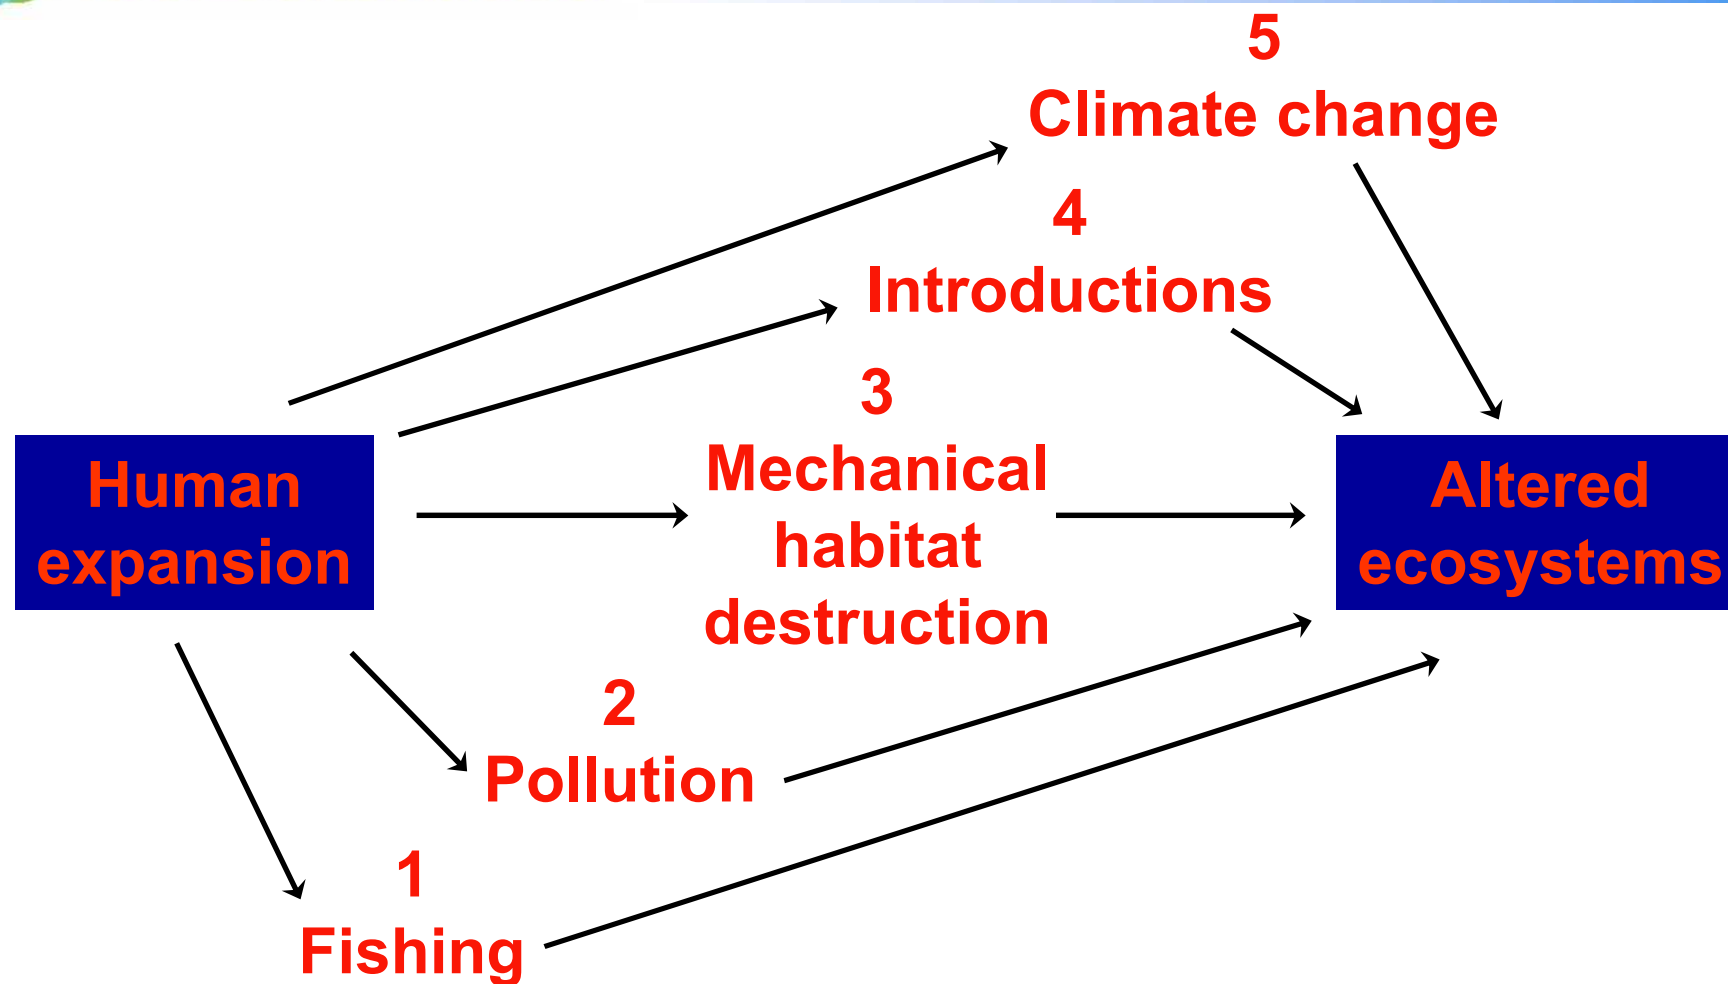 5
Climate change
4
Introductions
3
Mechanical
habitat
destruction
Human
expansion
Altered
ecosystems
2
Pollution
1
Fishing